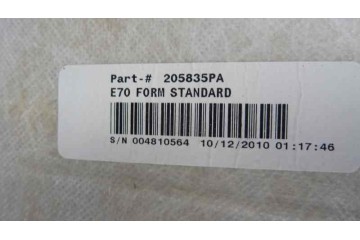 Part-# 205835PA
E70 FORM STANDARD
S/N 004810564 10/12/2010 01:17:46